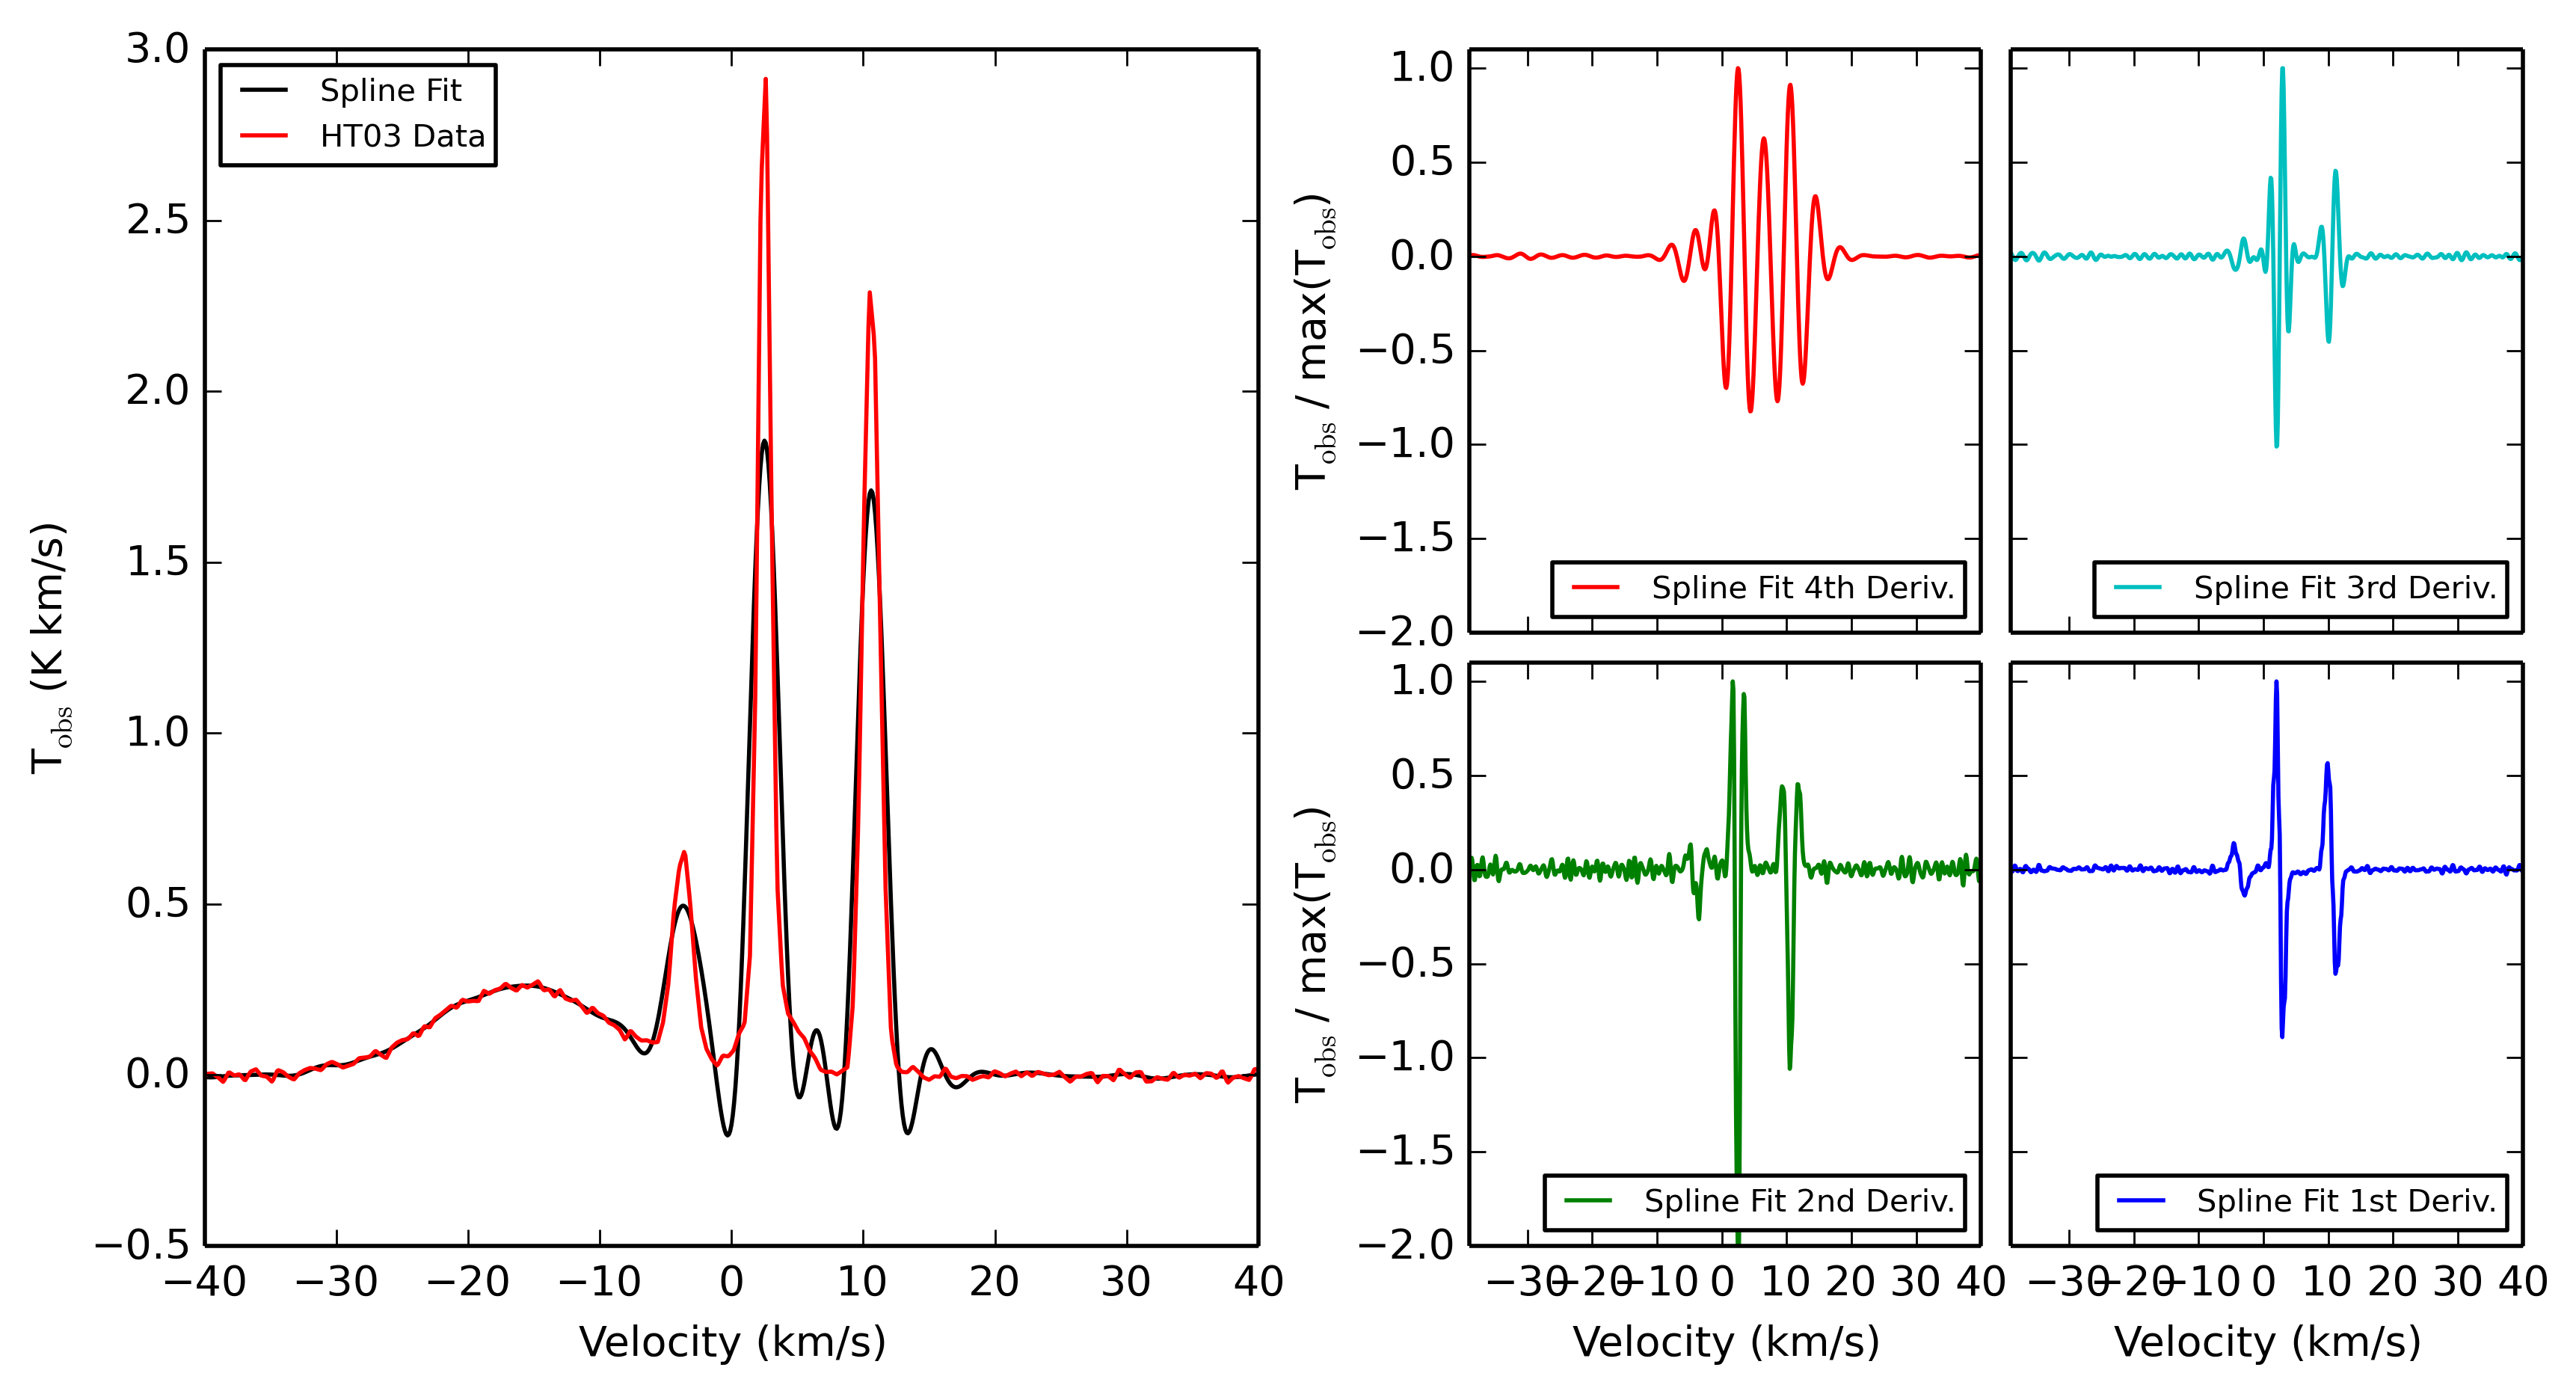 3.0
2.5
2.0
1.5
1.0
0.5
0.0
−0.5
−40 −30 −20 −10 0 10 20 30 40
Velocity (km/s)
T_obs (K km/s)
Spline Fit
HT03 Data
1.0
0.5
0.0
−0.5
−1.0
−1.5
−2.0
T_obs / max(T_obs)
Spline Fit 4th Deriv.
Spline Fit 3rd Deriv.
1.0
0.5
0.0
−0.5
−1.0
−1.5
−2.0
T_obs / max(T_obs)
Spline Fit 2nd Deriv.
−30 −20 −10 0 10 20 30 40
Velocity (km/s)
Spline Fit 1st Deriv.
−30 −20 −10 0 10 20 30 40
Velocity (km/s)